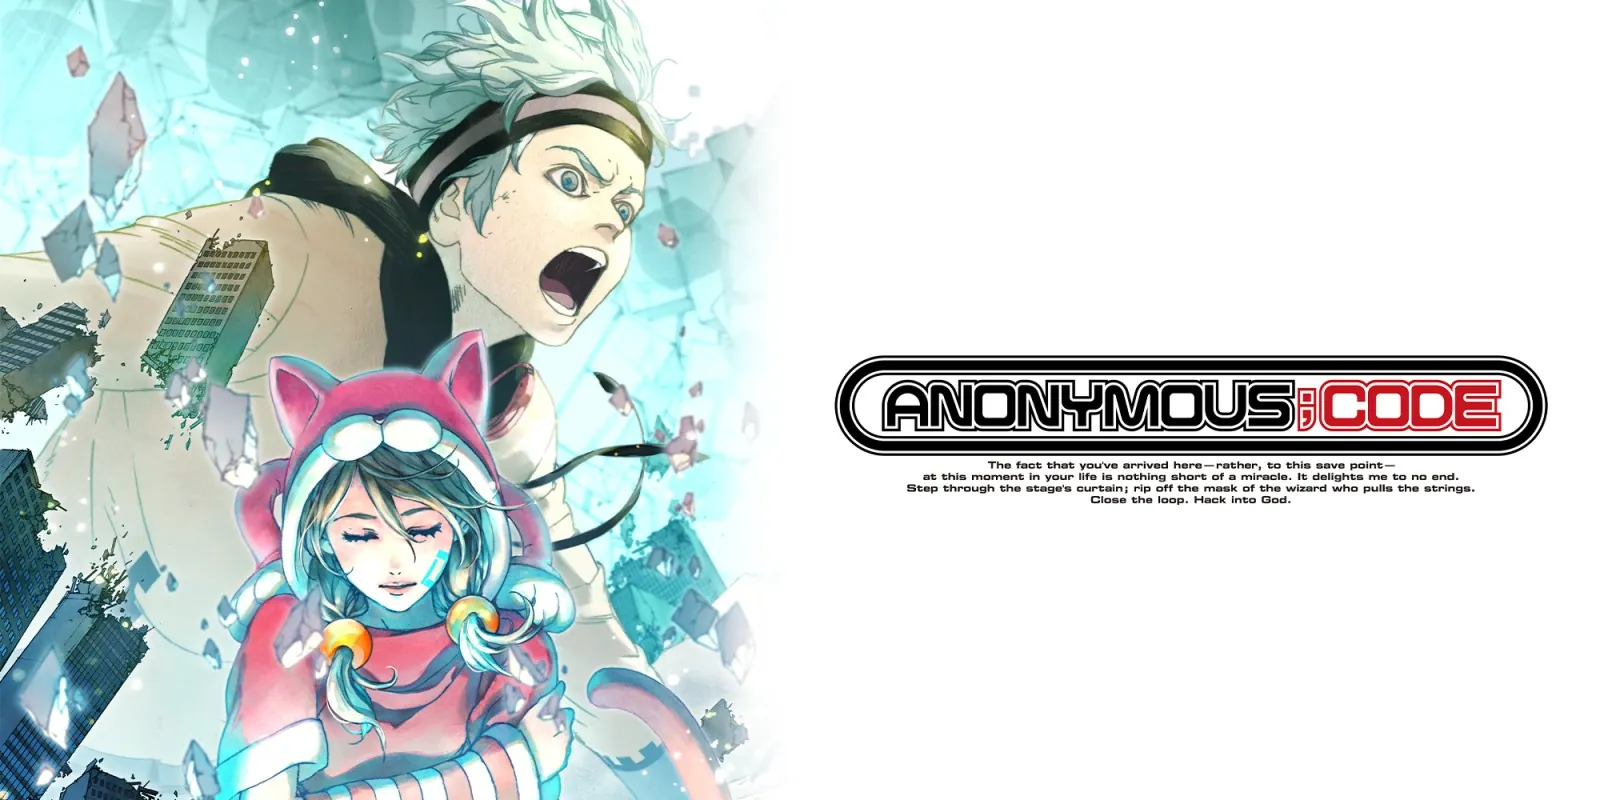 ANONYMOUS;CODE
The fact that you've arrived here—rather, to this save point—
at this moment in your life is nothing short of a miracle. It delights me to no end.
Step through the stage's curtain; rip off the mask of the wizard who pulls the strings.
Close the loop. Hack into God.